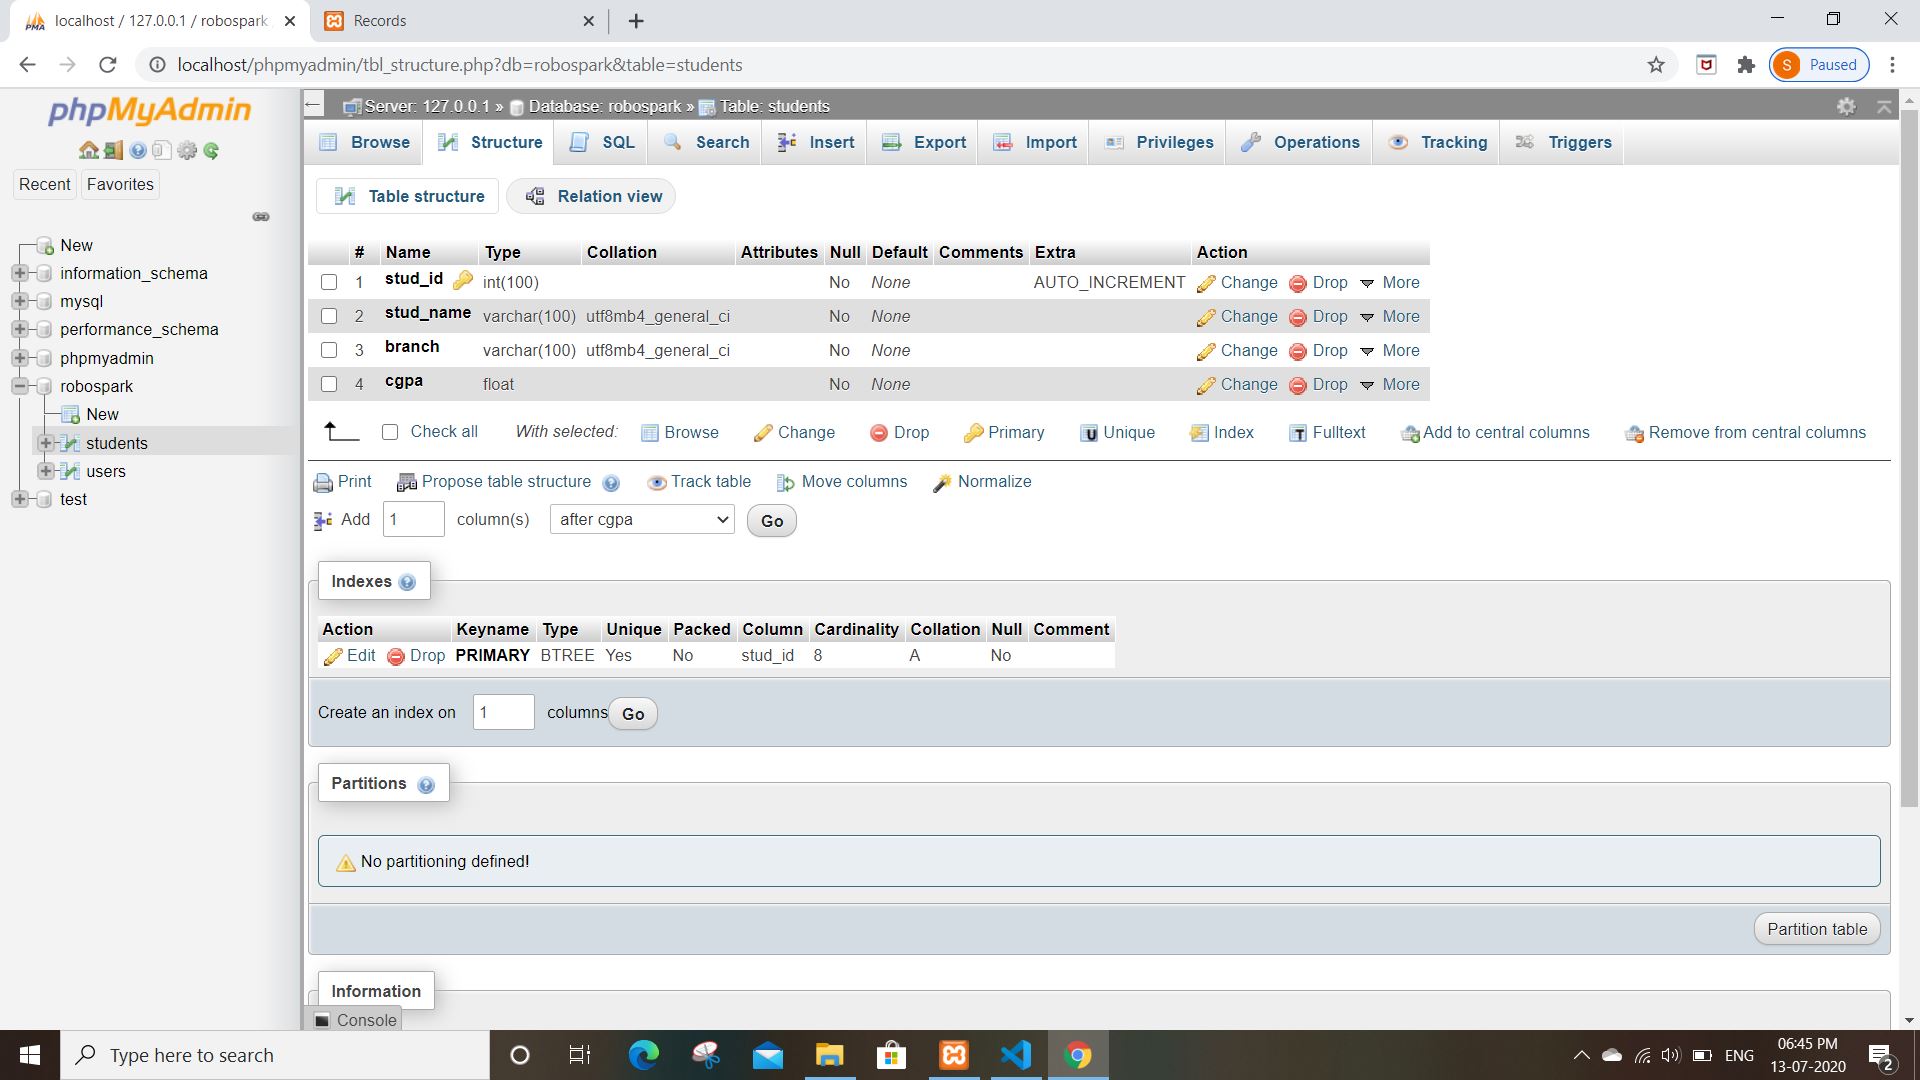 localhost / 127.0.0.1 / robospark
Records
localhost/phpmyadmin/tbl_structure.php?db=robospark&table=students
S Paused
phpMyAdmin
Recent Favorites
New
information_schema
mysql
performance_schema
phpmyadmin
robospark
New
students
users
test
Server: 127.0.0.1 » Database: robospark » Table: students
Browse Structure SQL Search Insert Export Import Privileges Operations Tracking Triggers
Table structure Relation view
# Name Type Collation Attributes Null Default Comments Extra Action
1 stud_id int(100) No None AUTO_INCREMENT Change Drop More
2 stud_name varchar(100) utf8mb4_general_ci No None Change Drop More
3 branch varchar(100) utf8mb4_general_ci No None Change Drop More
4 cgpa float No None Change Drop More
Check all With selected: Browse Change Drop Primary Unique Index Fulltext Add to central columns Remove from central columns
Print Propose table structure Track table Move columns Normalize
Add 1 column(s) after cgpa Go
Indexes
Action Keyname Type Unique Packed Column Cardinality Collation Null Comment
Edit Drop PRIMARY BTREE Yes No stud_id 8 A No
Create an index on 1 columns Go
Partitions
No partitioning defined!
Partition table
Information
Console
Type here to search
ENG
06:45 PM
13-07-2020
2